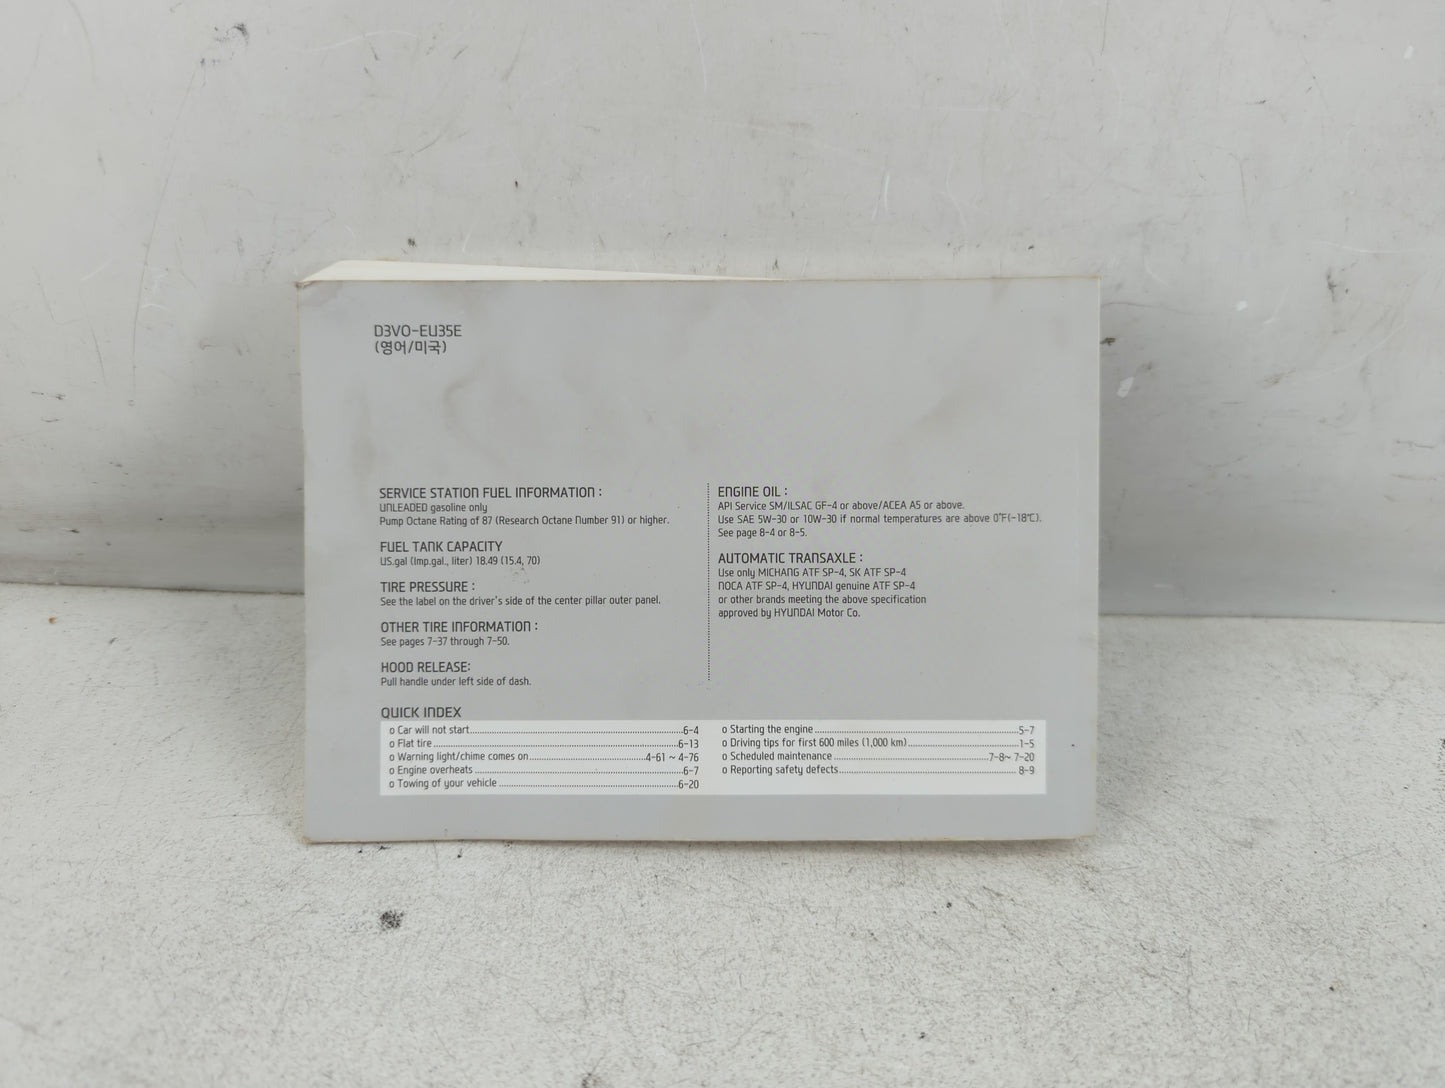 D3VO-EU35E
(영어/미국)
SERVICE STATION FUEL INFORMATION :
UNLEADED gasoline only
Pump Octane Rating of 87 (Research Octane Number 91) or higher.
FUEL TANK CAPACITY
US.gal (Imp.gal., liter) 18.49 (15.4, 70)
TIRE PRESSURE :
See the label on the driver's side of the center pillar outer panel.
OTHER TIRE INFORMATION :
See pages 7-37 through 7-50.
HOOD RELEASE:
Pull handle under left side of dash.
ENGINE OIL :
API Service SM/ILSAC GF-4 or above/ACEA A5 or above.
Use SAE 5W-30 or 10W-30 if normal temperatures are above 0°F(-18°C).
See page 8-4 or 8-5.
AUTOMATIC TRANSAXLE :
Use only MICHANG ATF SP-4, SK ATF SP-4
NOCA ATF SP-4, HYUNDAI genuine ATF SP-4
or other brands meeting the above specification
approved by HYUNDAI Motor Co.
QUICK INDEX
o Car will not start...6-4
o Flat tire...6-13
o Warning light/chime comes on...4-61 ~ 4-76
o Engine overheats...6-7
o Towing of your vehicle...6-20
o Starting the engine...5-7
o Driving tips for first 600 miles (1,000 km)...1-5
o Scheduled maintenance...7-8~ 7-20
o Reporting safety defects...8-9